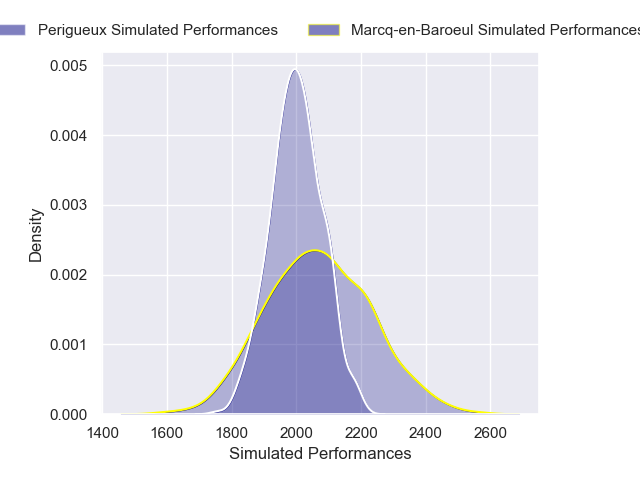 Perigueux Simulated Performances Marcq-en-Baroeul Simulated Performances
0.005
0.004
0.003
0.002
0.001
0.000
Density
1400 1600 1800 2000 2200 2400 2600
Simulated Performances